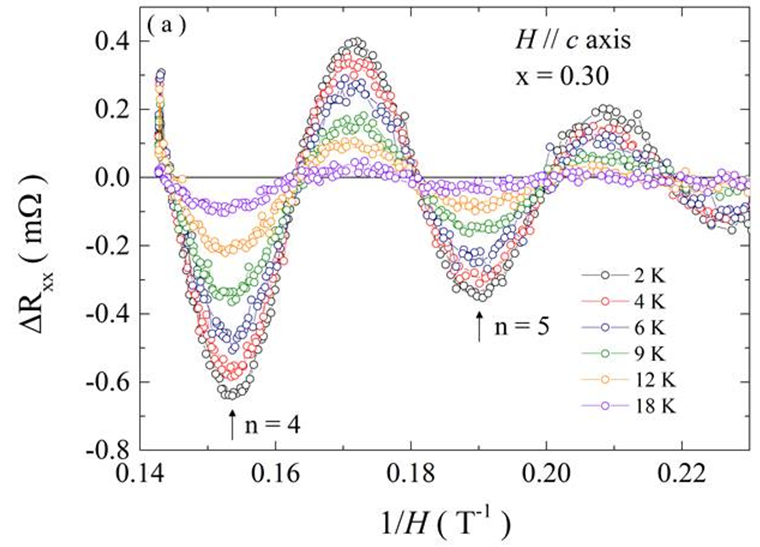 (a)
H // c axis
x = 0.30
0.4
0.2
0.0
-0.2
-0.4
-0.6
-0.8
ΔRxx ( mΩ )
n = 4
n = 5
2 K
4 K
6 K
9 K
12 K
18 K
0.14 0.16 0.18 0.20 0.22
1/H ( T-1 )